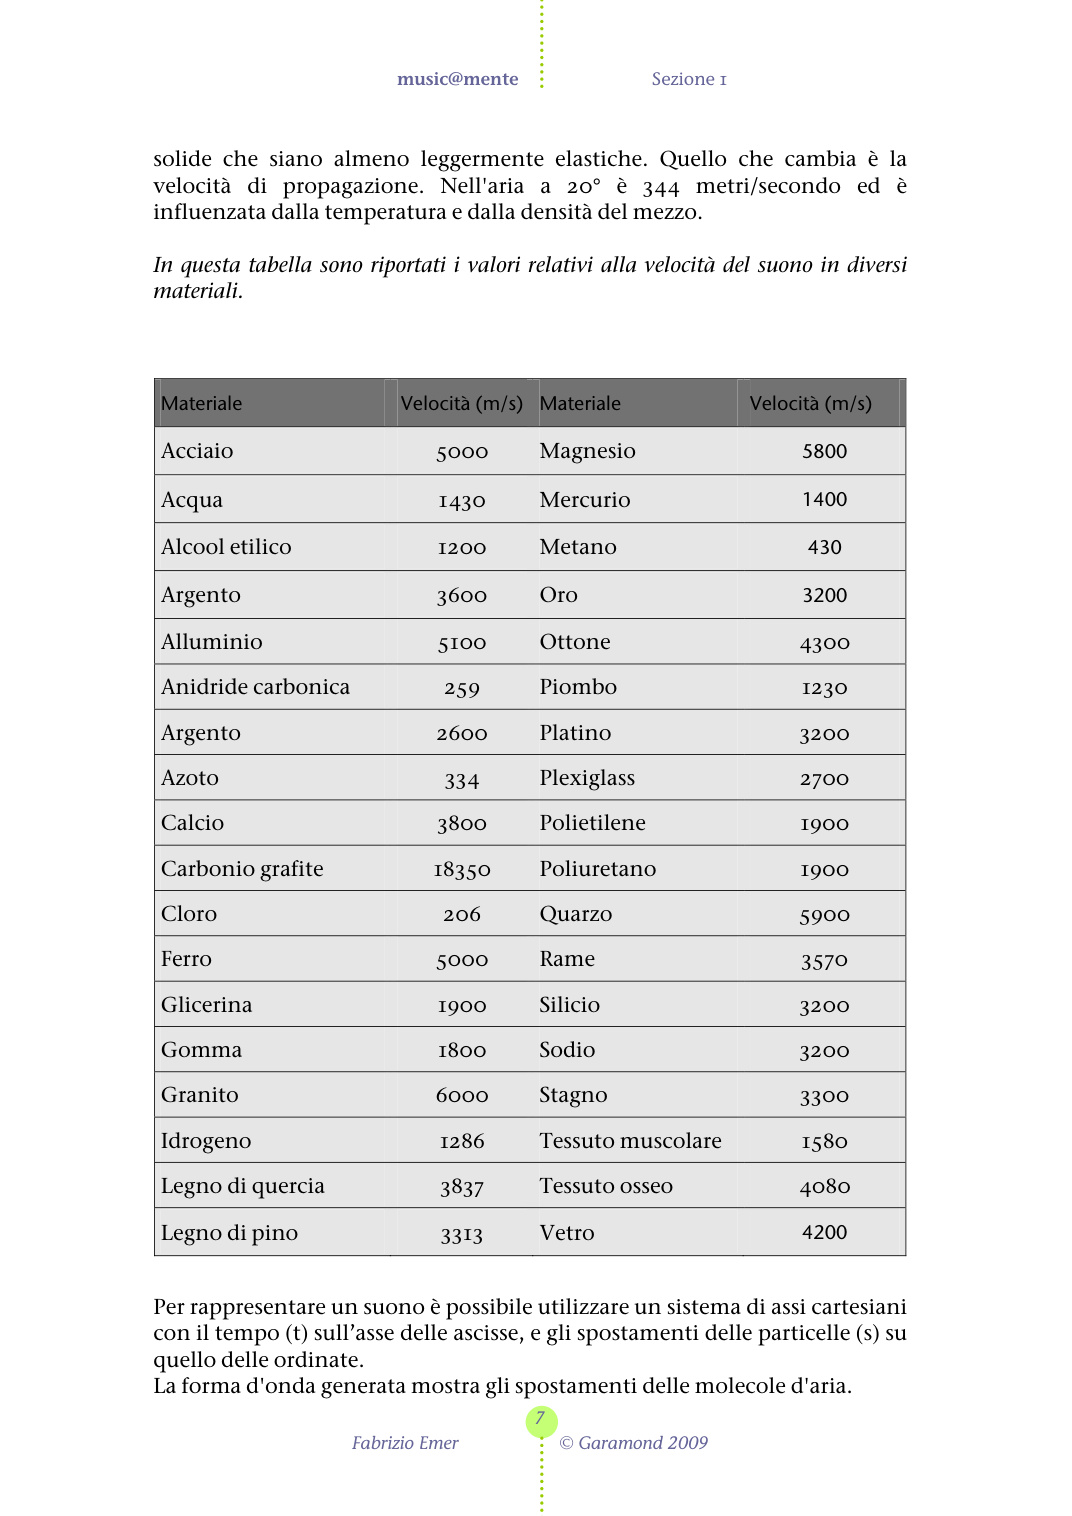 music@mente Sezione 1
solide che siano almeno leggermente elastiche. Quello che cambia è la
velocità di propagazione. Nell'aria a 20° è 344 metri/secondo ed è
influenzata dalla temperatura e dalla densità del mezzo.
In questa tabella sono riportati i valori relativi alla velocità del suono in diversi
materiali.
Materiale Velocità (m/s) Materiale Velocità (m/s)
Acciaio 5000 Magnesio 5800
Acqua 1430 Mercurio 1400
Alcool etilico 1200 Metano 430
Argento 3600 Oro 3200
Alluminio 5100 Ottone 4300
Anidride carbonica 259 Piombo 1230
Argento 2600 Platino 3200
Azoto 334 Plexiglass 2700
Calcio 3800 Polietilene 1900
Carbonio grafite 18350 Poliuretano 1900
Cloro 206 Quarzo 5900
Ferro 5000 Rame 3570
Glicerina 1900 Silicio 3200
Gomma 1800 Sodio 3200
Granito 6000 Stagno 3300
Idrogeno 1286 Tessuto muscolare 1580
Legno di quercia 3837 Tessuto osseo 4080
Legno di pino 3313 Vetro 4200
Per rappresentare un suono è possibile utilizzare un sistema di assi cartesiani
con il tempo (t) sull’asse delle ascisse, e gli spostamenti delle particelle (s) su
quello delle ordinate.
La forma d'onda generata mostra gli spostamenti delle molecole d'aria.
7
Fabrizio Emer © Garamond 2009